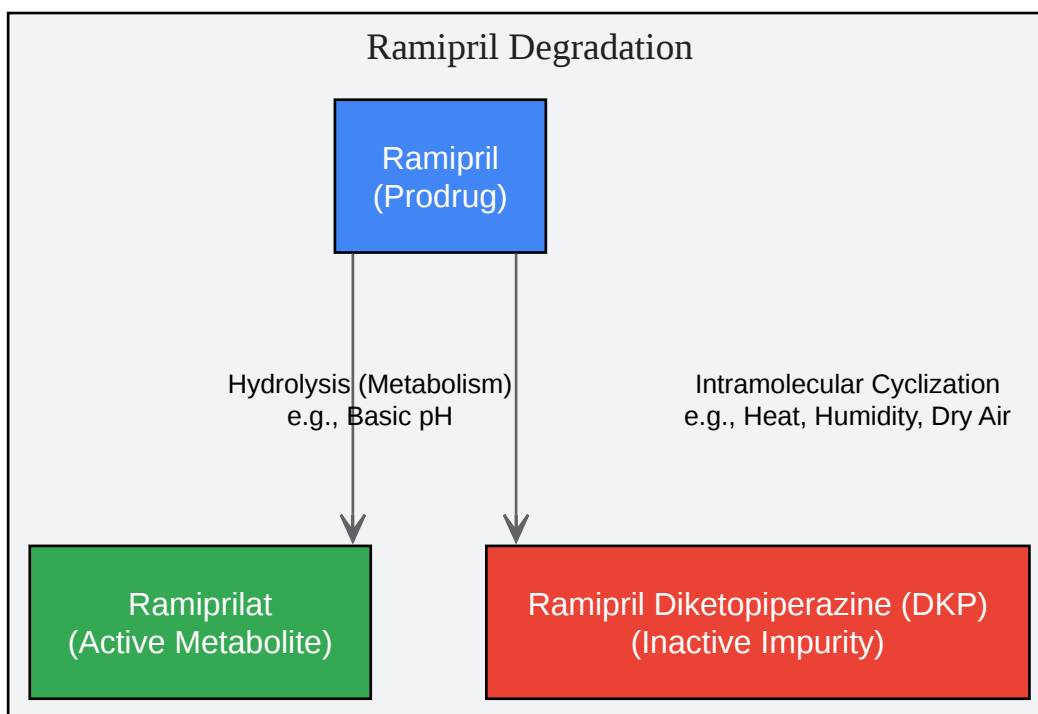 Ramipril Degradation
Ramipril
(Prodrug)
Hydrolysis (Metabolism)
e.g., Basic pH
Intramolecular Cyclization
e.g., Heat, Humidity, Dry Air
Ramiprilat
(Active Metabolite)
Ramipril Diketopiperazine (DKP)
(Inactive Impurity)